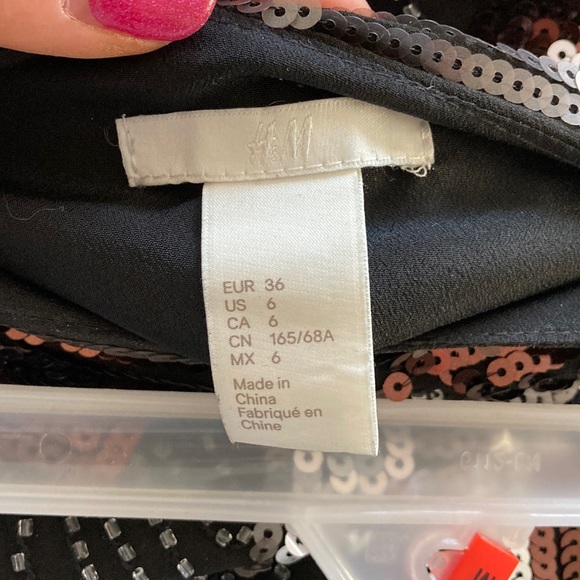 H&M
EUR 36
US 6
CA 6
CN 165/68A
MX 6
Made in
China
Fabriqué en
Chine